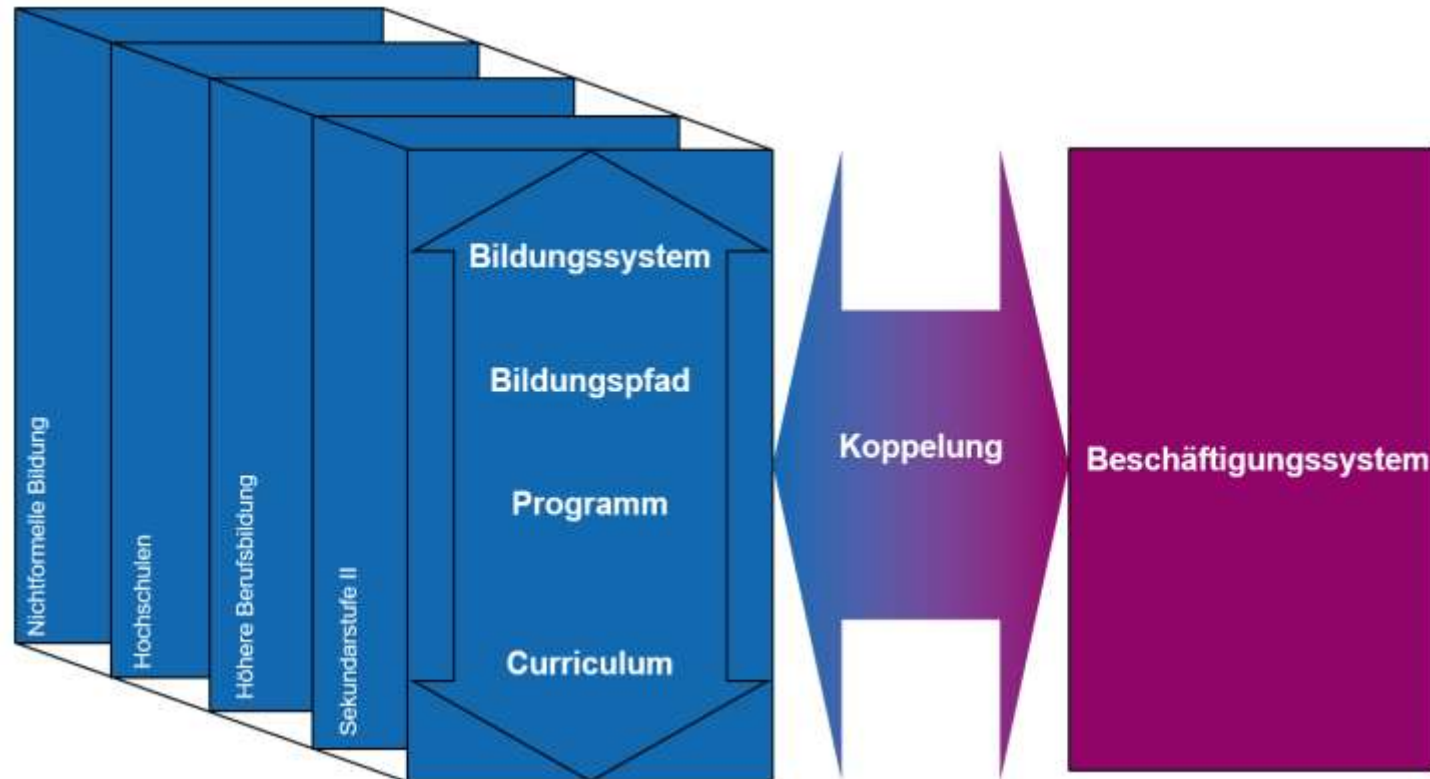 Nichtformelle Bildung
Hochschulen
Höhere Berufsbildung
Sekundarstufe II
Bildungssystem
Bildungspfad
Programm
Curriculum
Koppelung
Beschäftigungssystem